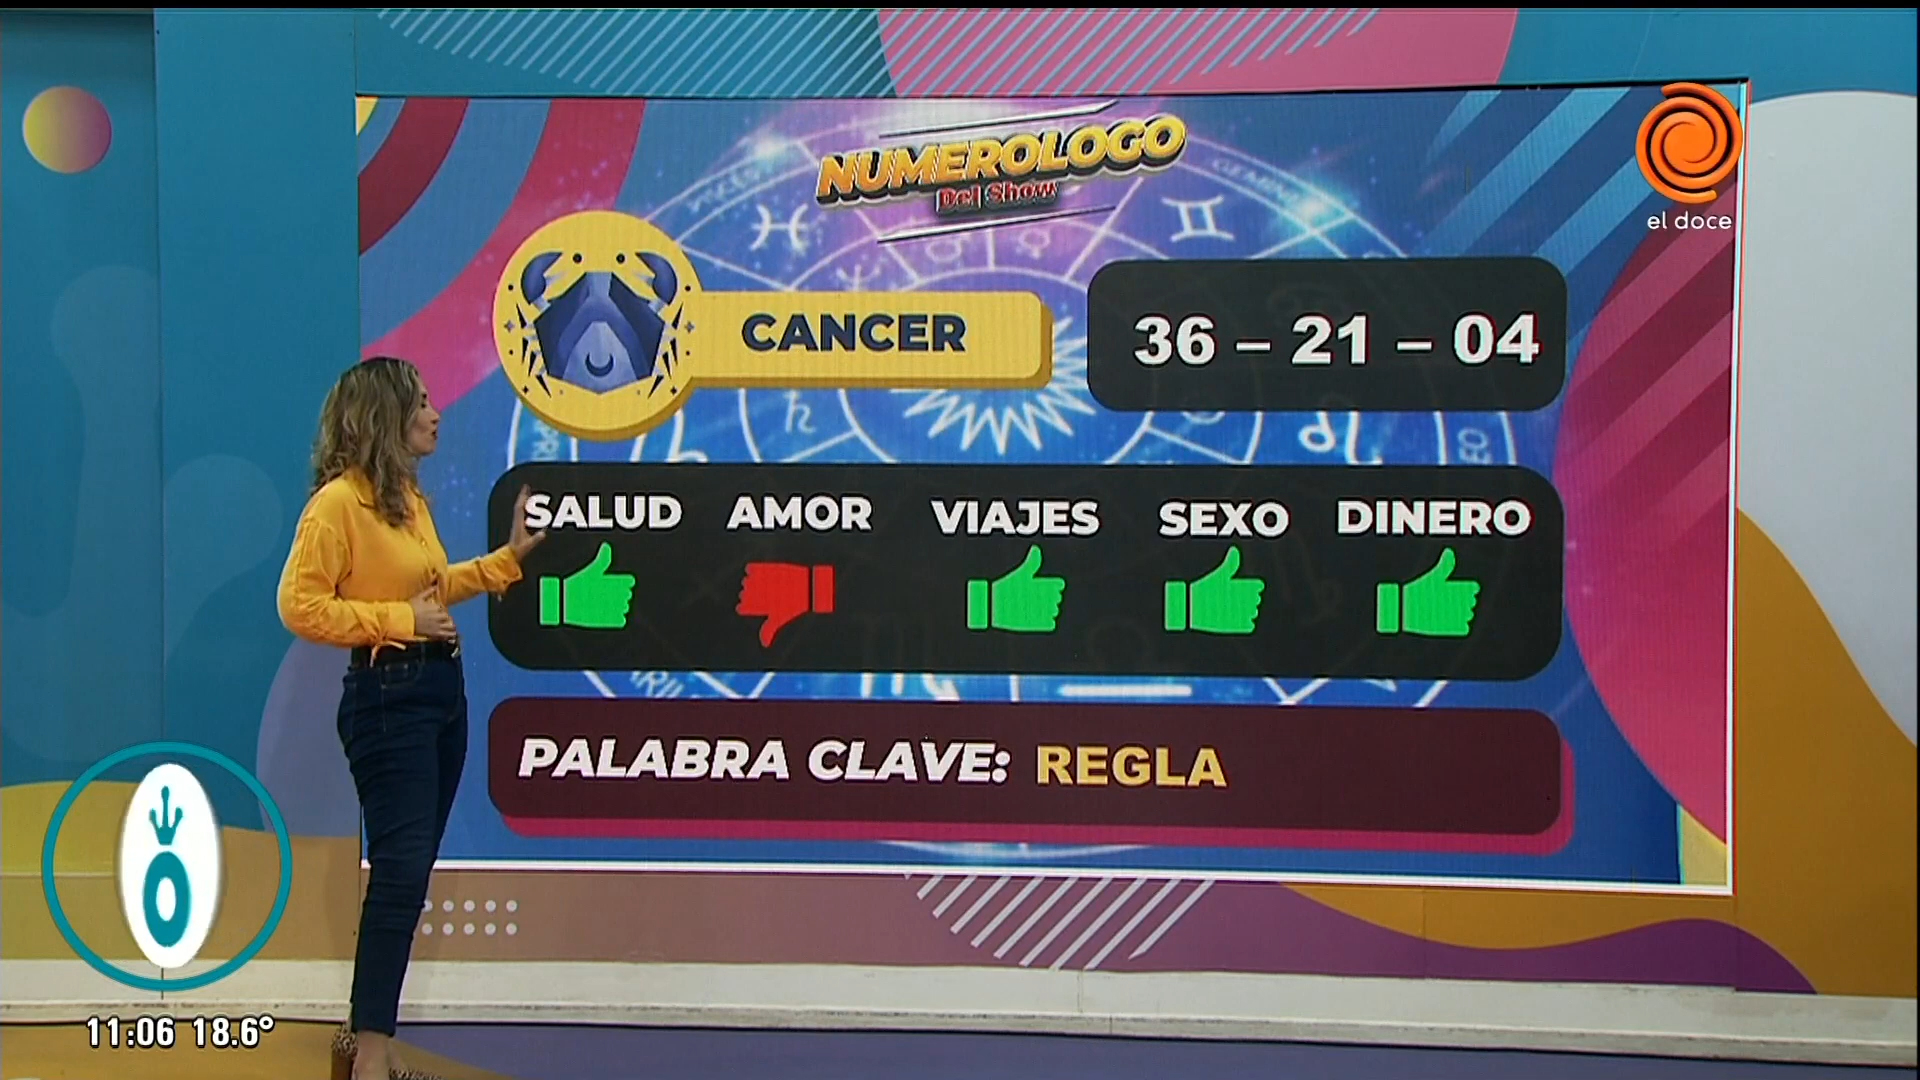 NUMEROLOGO
Del Show
el doce
CANCER
36 – 21 – 04
SALUD AMOR VIAJES SEXO DINERO
PALABRA CLAVE: REGLA
11:06 18.6°